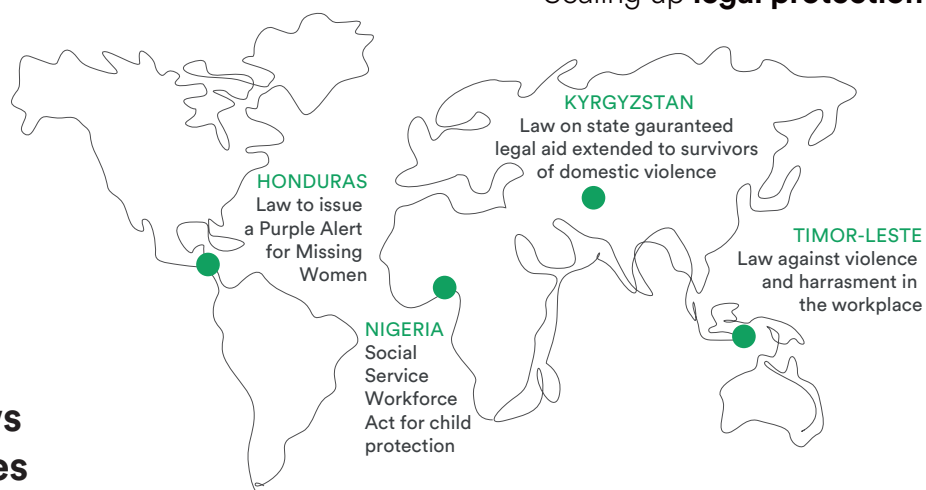 Scaling up legal protection
KYRGYZSTAN
Law on state gauranteed
legal aid extended to survivors
of domestic violence
HONDURAS
Law to issue
a Purple Alert
for Missing
Women
TIMOR-LESTE
Law against violence
and harrasment in
the workplace
NIGERIA
Social
Service
Workforce
Act for child
protection